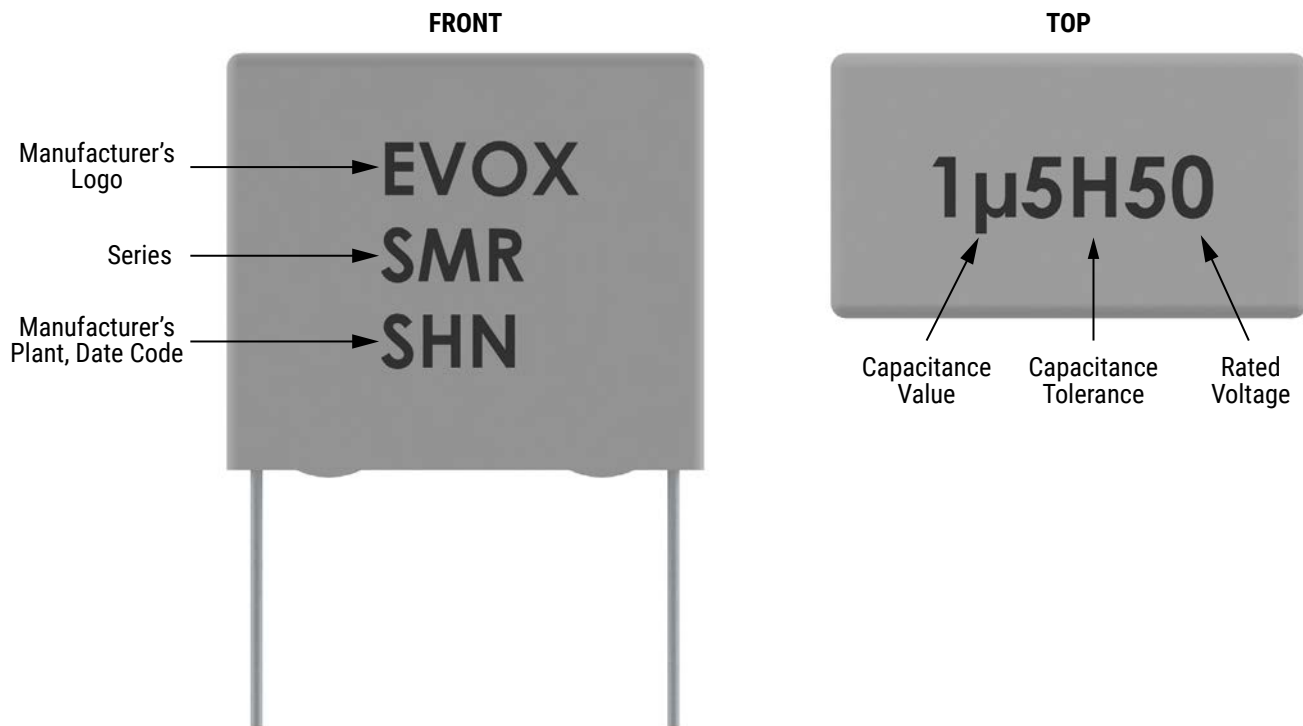 FRONT
TOP
Manufacturer’s
Logo
EVOX
Series
SMR
Manufacturer’s
Plant, Date Code
SHN
1µ5H50
Capacitance
Value
Capacitance
Tolerance
Rated
Voltage